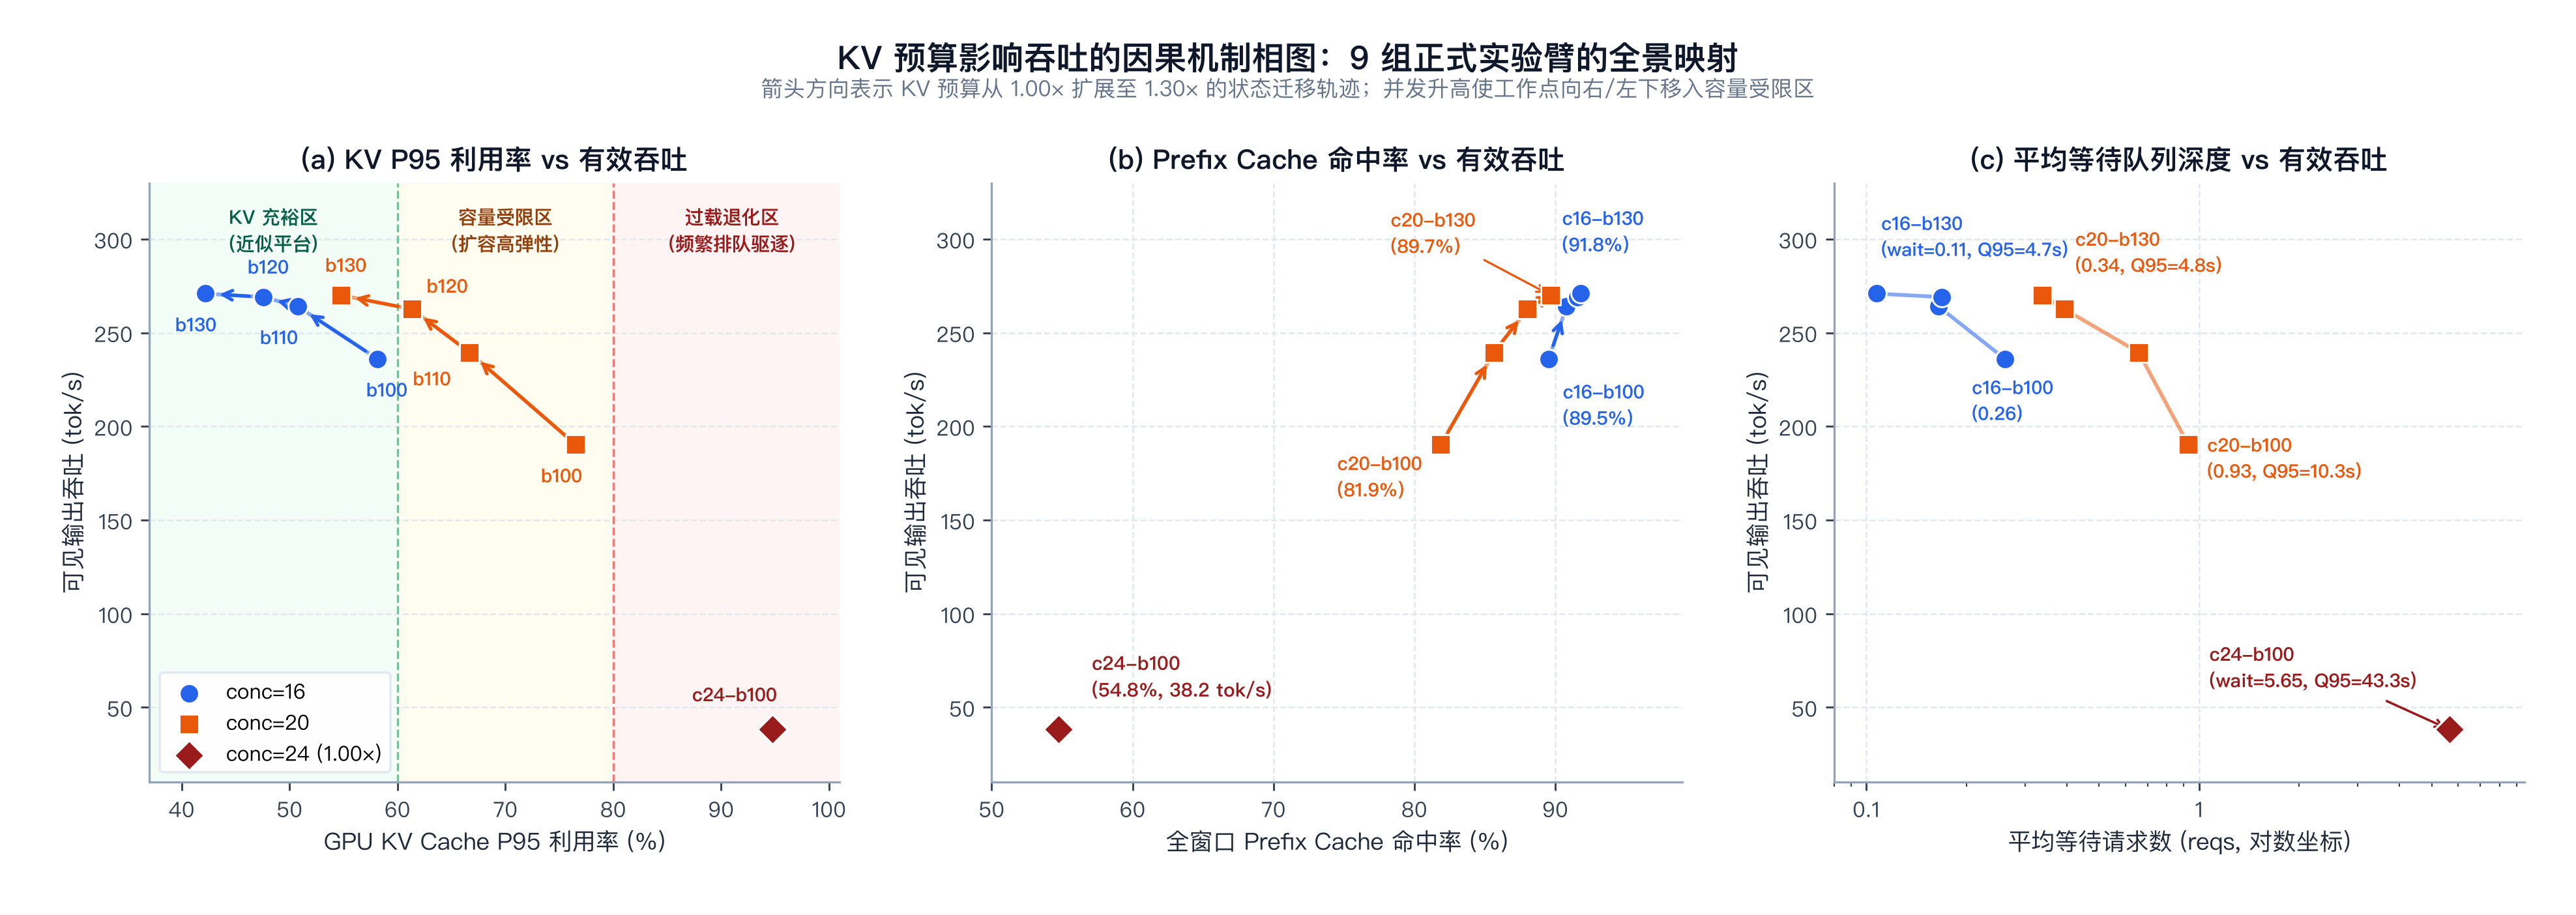 KV 预算影响吞吐的因果机制相图：9 组正式实验臂的全景映射
箭头方向表示 KV 预算从 1.00× 扩展至 1.30× 的状态迁移轨迹；并发升高使工作点向右/左下移入容量受限区
(a) KV P95 利用率 vs 有效吞吐
KV 充裕区
(近似平台)
容量受限区
(扩容高弹性)
过载退化区
(频繁排队驱逐)
b120
b130
b120
b130
b110
b100
b110
b100
c24–b100
conc=16
conc=20
conc=24 (1.00×)
可见输出吞吐 (tok/s)
300
250
200
150
100
50
40
50
60
70
80
90
100
GPU KV Cache P95 利用率 (%)
(b) Prefix Cache 命中率 vs 有效吞吐
c20–b130
(89.7%)
c16–b130
(91.8%)
c16–b100
(89.5%)
c20–b100
(81.9%)
c24–b100
(54.8%, 38.2 tok/s)
可见输出吞吐 (tok/s)
300
250
200
150
100
50
50
60
70
80
90
全窗口 Prefix Cache 命中率 (%)
(c) 平均等待队列深度 vs 有效吞吐
c16–b130
(wait=0.11, Q95=4.7s)
c20–b130
(0.34, Q95=4.8s)
c16–b100
(0.26)
c20–b100
(0.93, Q95=10.3s)
c24–b100
(wait=5.65, Q95=43.3s)
可见输出吞吐 (tok/s)
300
250
200
150
100
50
0.1
1
平均等待请求数 (reqs, 对数坐标)